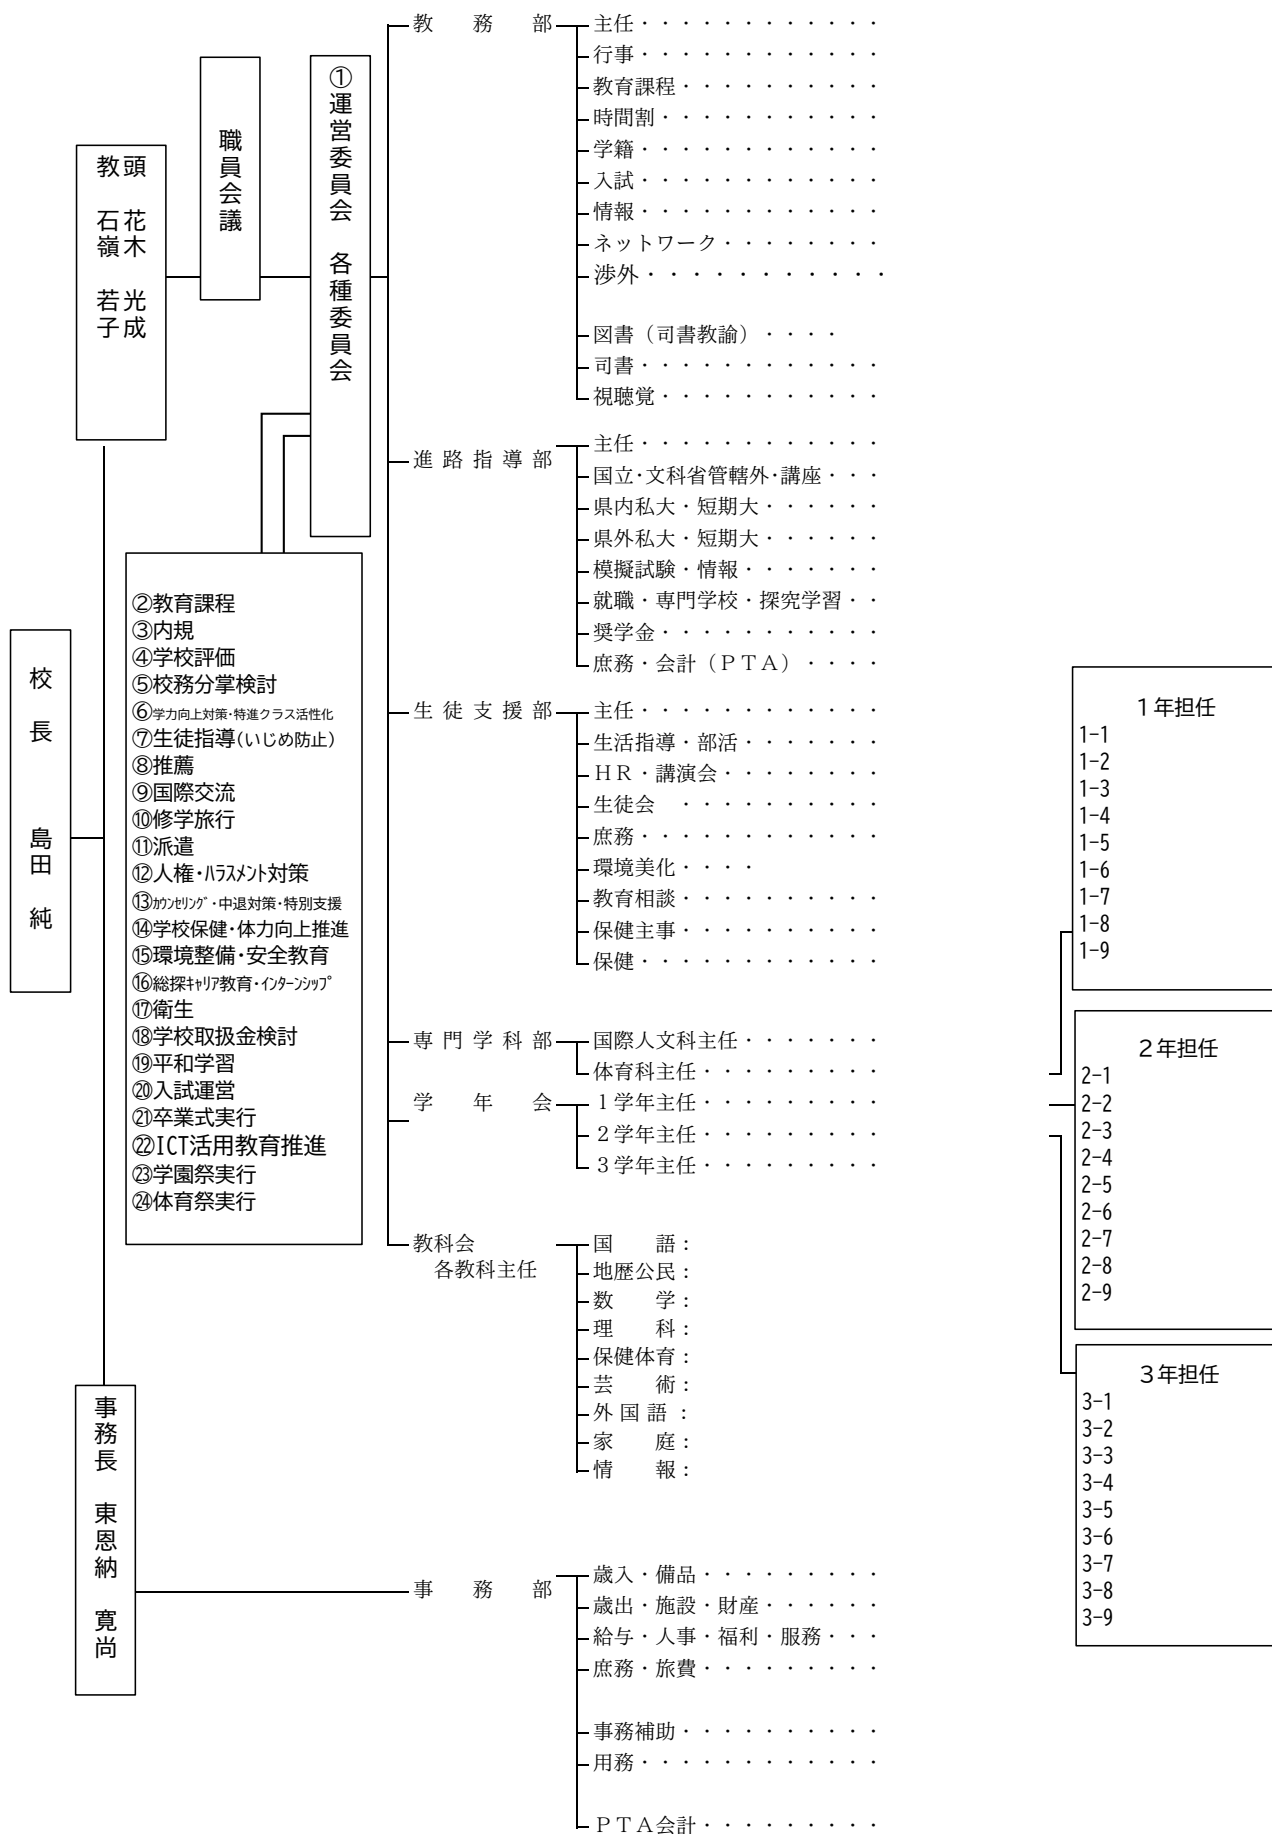 校長　島田　純
教頭　花木　光成
石嶺　若子
職員会議
①運営委員会　各種委員会
②教育課程
③内規
④学校評価
⑤校務分掌検討
⑥学力向上対策・特進クラス活性化
⑦生徒指導(いじめ防止)
⑧推薦
⑨国際交流
⑩修学旅行
⑪派遣
⑫人権・ﾊﾗｽﾒﾝﾄ対策
⑬ｶｳﾝｾﾘﾝｸﾞ・中退対策・特別支援
⑭学校保健・体力向上推進
⑮環境整備・安全教育
⑯総探ｷｬﾘｱ教育・ｲﾝﾀｰﾝｼｯﾌﾟ
⑰衛生
⑱学校取扱金検討
⑲平和学習
⑳入試運営
㉑卒業式実行
㉒ICT活用教育推進
㉓学園祭実行
㉔体育祭実行
事務長　東恩納　寛尚
教　務　部
主任・・・・・・・・・・・・
行事・・・・・・・・・・・・
教育課程・・・・・・・・・・
時間割・・・・・・・・・・・
学籍・・・・・・・・・・・・
入試・・・・・・・・・・・・
情報・・・・・・・・・・・・
ネットワーク・・・・・・・・
渉外・・・・・・・・・・・
図書（司書教諭）・・・・
司書・・・・・・・・・・・・
視聴覚・・・・・・・・・・・
進路指導部
主任・・・・・・・・・・・・
国立・文科省管轄外・講座・・・
県内私大・短期大・・・・・・
県外私大・短期大・・・・・・
模擬試験・情報・・・・・・・
就職・専門学校・探究学習・・
奨学金・・・・・・・・・・・
庶務・会計（ＰＴＡ）・・・・
生徒支援部
主任・・・・・・・・・・・・
生活指導・部活・・・・・・・
ＨＲ・講演会・・・・・・・・
生徒会　・・・・・・・・・・
庶務・・・・・・・・・・・・
環境美化・・・・
教育相談・・・・・・・・・・
保健主事・・・・・・・・・・
保健・・・・・・・・・・・・
専門学科部
国際人文科主任・・・・・・・
体育科主任・・・・・・・・・
学　年　会
１学年主任・・・・・・・・・
２学年主任・・・・・・・・・
３学年主任・・・・・・・・・
教科会
各教科主任
国　　語：
地歴公民：
数　　学：
理　　科：
保健体育：
芸　　術：
外 国 語 ：
家　　庭：
情　　報：
事　務　部
歳入・備品・・・・・・・・・
歳出・施設・財産・・・・・・
給与・人事・福利・服務・・・
庶務・旅費・・・・・・・・・
事務補助・・・・・・・・・・
用務・・・・・・・・・・・・
ＰＴＡ会計・・・・・・・・・
１年担任
1-1
1-2
1-3
1-4
1-5
1-6
1-7
1-8
1-9
２年担任
2-1
2-2
2-3
2-4
2-5
2-6
2-7
2-8
2-9
３年担任
3-1
3-2
3-3
3-4
3-5
3-6
3-7
3-8
3-9